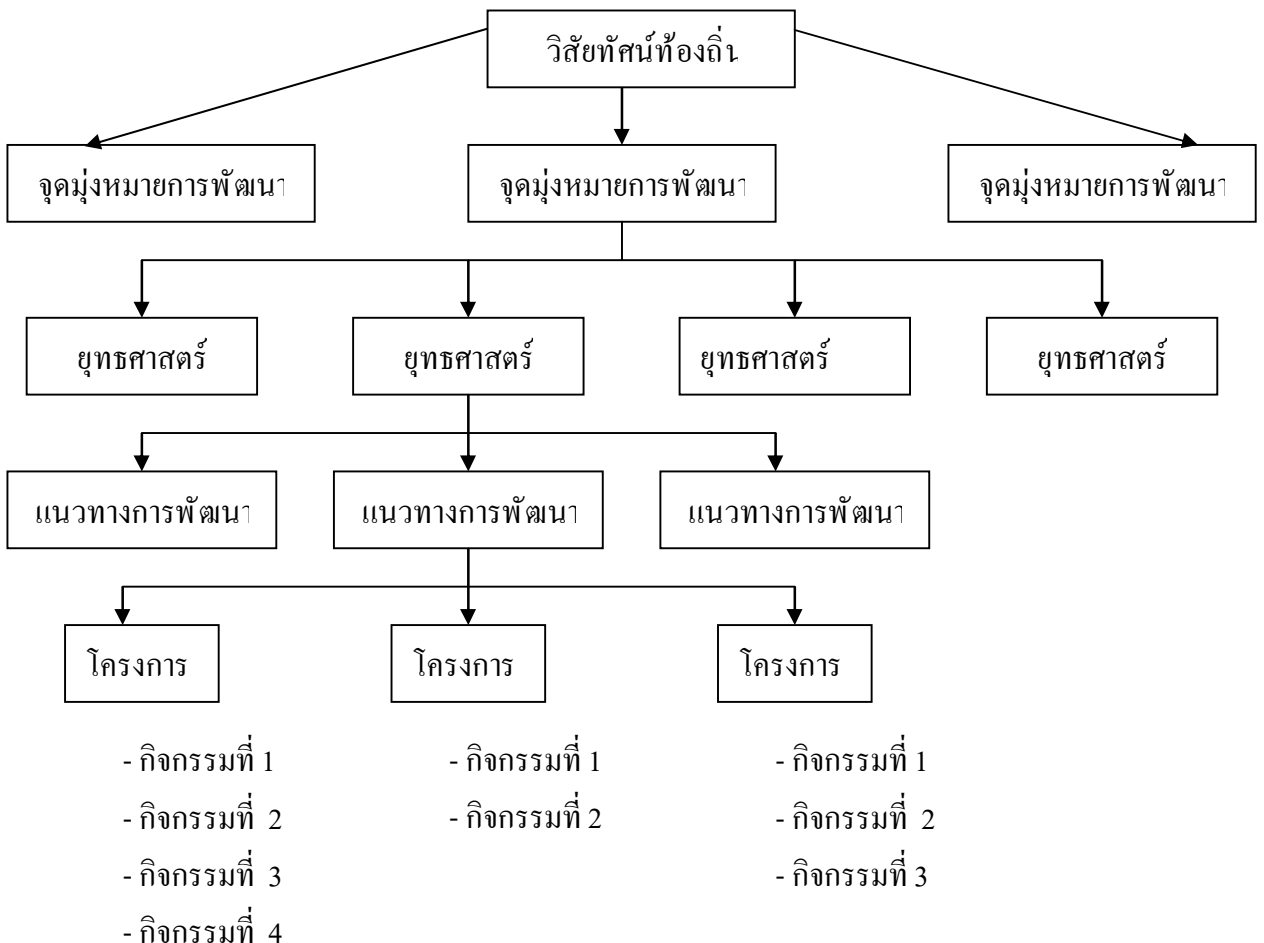 วิสัยทัศน์ท้องถิ่น
จุดมุ่งหมายการพัฒนา จุดมุ่งหมายการพัฒนา จุดมุ่งหมายการพัฒนา
ยุทธศาสตร์ ยุทธศาสตร์ ยุทธศาสตร์ ยุทธศาสตร์
แนวทางการพัฒนา แนวทางการพัฒนา แนวทางการพัฒนา
โครงการ โครงการ โครงการ
- กิจกรรมที่ 1 - กิจกรรมที่ 1 - กิจกรรมที่ 1
- กิจกรรมที่ 2 - กิจกรรมที่ 2 - กิจกรรมที่ 2
- กิจกรรมที่ 3 - กิจกรรมที่ 3
- กิจกรรมที่ 4